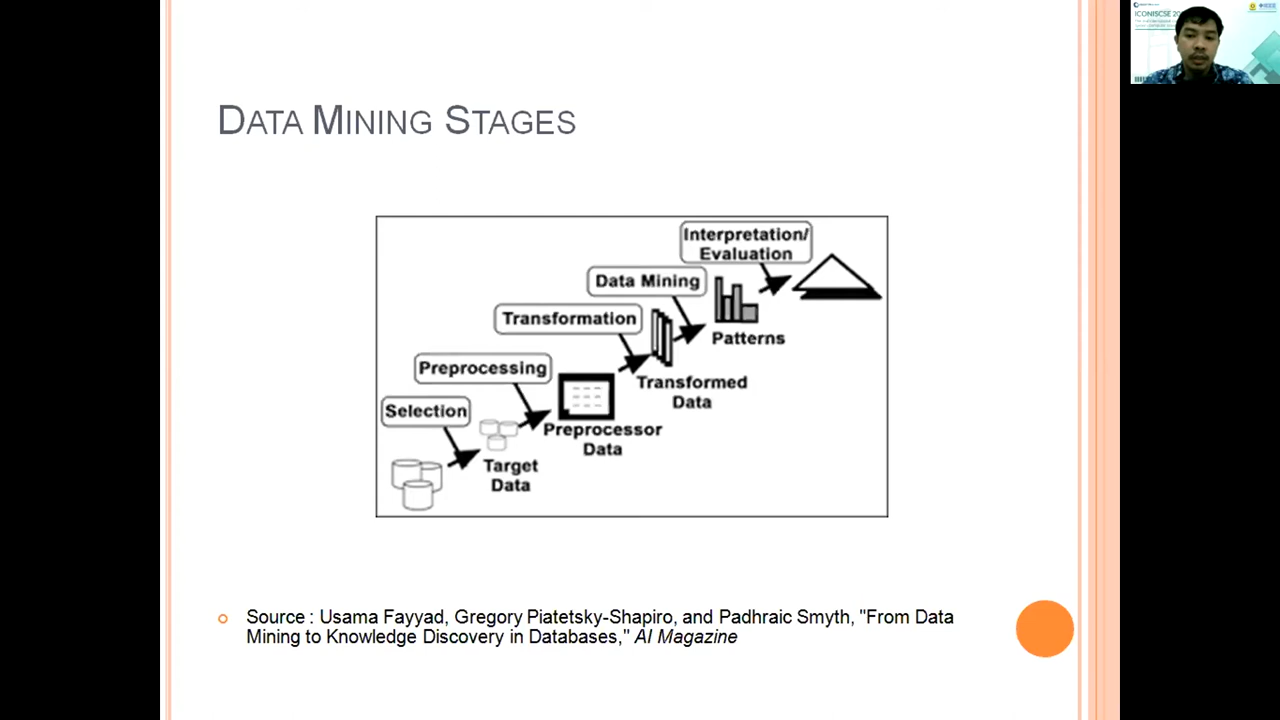 DATA MINING STAGES
Interpretation/
Evaluation
Data Mining
Transformation
Patterns
Preprocessing
Transformed
Data
Selection
Preprocessor
Data
Target
Data
Source : Usama Fayyad, Gregory Piatetsky-Shapiro, and Padhraic Smyth, "From Data
Mining to Knowledge Discovery in Databases," AI Magazine